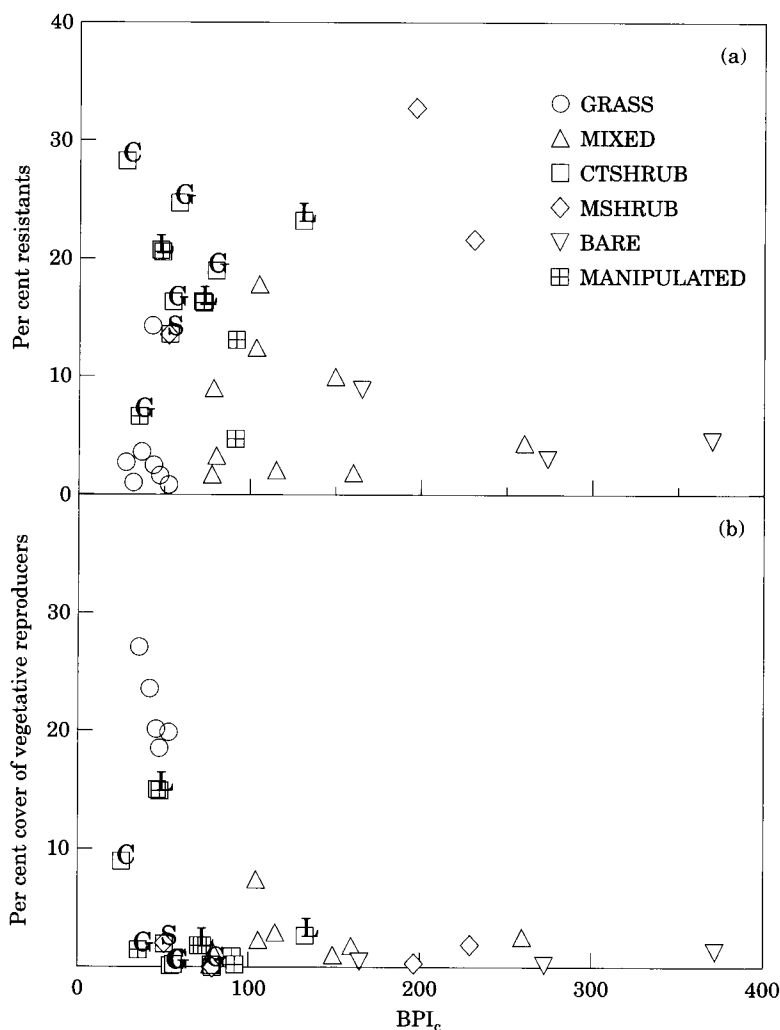 40
(a)
GRASS
MIXED
CTSHRUB
MSHRUB
BARE
MANIPULATED
30
20
10
0
Per cent resistants
C
G
L
L
G
G
L
S
G
(b)
30
20
10
Per cent cover of vegetative reproducers
L
C
G
S
L
L
G
G
0
100
200
300
400
BPIc